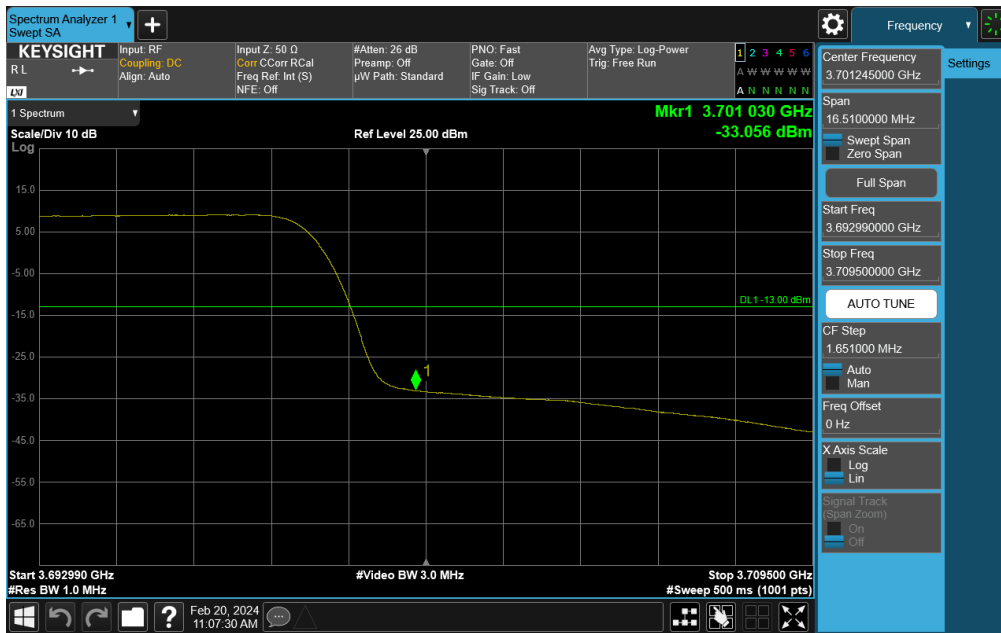 Spectrum Analyzer 1
Swept SA
+
Frequency
KEYSIGHT
R L
LXI
Input: RF
Coupling: DC
Align: Auto
Input Z: 50 Ω
Corr CCorr RCal
Freq Ref: Int (S)
NFE: Off
#Atten: 26 dB
Preamp: Off
µW Path: Standard
PNO: Fast
Gate: Off
IF Gain: Low
Sig Track: Off
Avg Type: Log-Power
Trig: Free Run
1 2 3 4 5 6
A W W W W W
A N N N N N
1 Spectrum
Scale/Div 10 dB
Ref Level 25.00 dBm
Mkr1 3.701 030 GHz
-33.056 dBm
Log
15.0
5.00
-5.00
-15.0
-25.0
-35.0
-45.0
-55.0
-65.0
DL1 -13.00 dBm
1
Start 3.692990 GHz
#Res BW 1.0 MHz
#Video BW 3.0 MHz
Stop 3.709500 GHz
#Sweep 500 ms (1001 pts)
?
Feb 20, 2024
11:07:30 AM
Center Frequency
3.701245000 GHz
Span
16.5100000 MHz
Swept Span
Zero Span
Full Span
Start Freq
3.692990000 GHz
Stop Freq
3.709500000 GHz
AUTO TUNE
CF Step
1.651000 MHz
Auto
Man
Freq Offset
0 Hz
X Axis Scale
Log
Lin
Signal Track
(Span Zoom)
On
Off
Settings